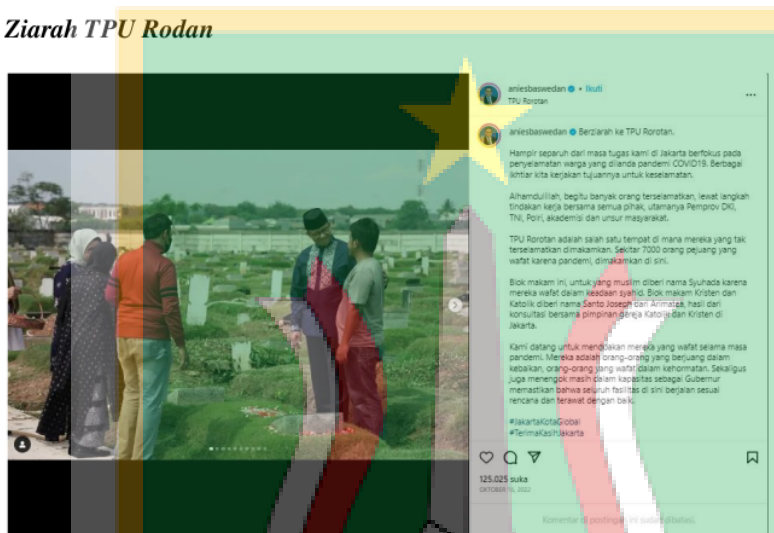 Ziarah TPU Rodan
aniesbaswedan • Ikuti
TPU Rorotan
aniesbaswedan Berziarah ke TPU Rorotan.
Hampir separuh dari masa tugas kami di Jakarta berfokus pada
penyelamatan warga yang dilanda pandemi COVID19. Berbagai
ikhtiar kita kerjakan tujuannya untuk keselamatan.
Alhamdulillah, begitu banyak orang terselamatkan, lewat langkah
tindakan kerja bersama semua pihak, utamanya Pemprov DKI,
TNI, Polri, akademisi dan unsur masyarakat.
TPU Rorotan adalah salah satu tempat di mana mereka yang tak
terselamatkan dimakamkan. Sekitar 7000 orang pejuang yang
wafat karena pandemi, dimakamkan di sini.
Blok makam ini, untuk yang muslim diberi nama Syuhada karena
mereka wafat dalam keadaan syahid. Blok makam Kristen dan
Katolik diberi nama Santo Joseph dari Arimatea, hasil dari
konsultasi bersama pimpinan gereja Katolik dan Kristen di
Jakarta.
Kami datang untuk mendoakan mereka yang wafat selama masa
pandemi. Mereka adalah orang-orang yang berjuang dalam
kebaikan, orang-orang yang wafat dalam kehormatan. Sekaligus
juga menengok masih dalam kapasitas sebagai Gubernur
memastikan bahwa seluruh fasilitas di sini berjalan sesuai
rencana dan terawat dengan baik.
#JakartaKotaGlobal
#TerimaKasihJakarta
125.025 suka
OKTOBER 2022
Komentar di postingan ini sudah dibatasi.